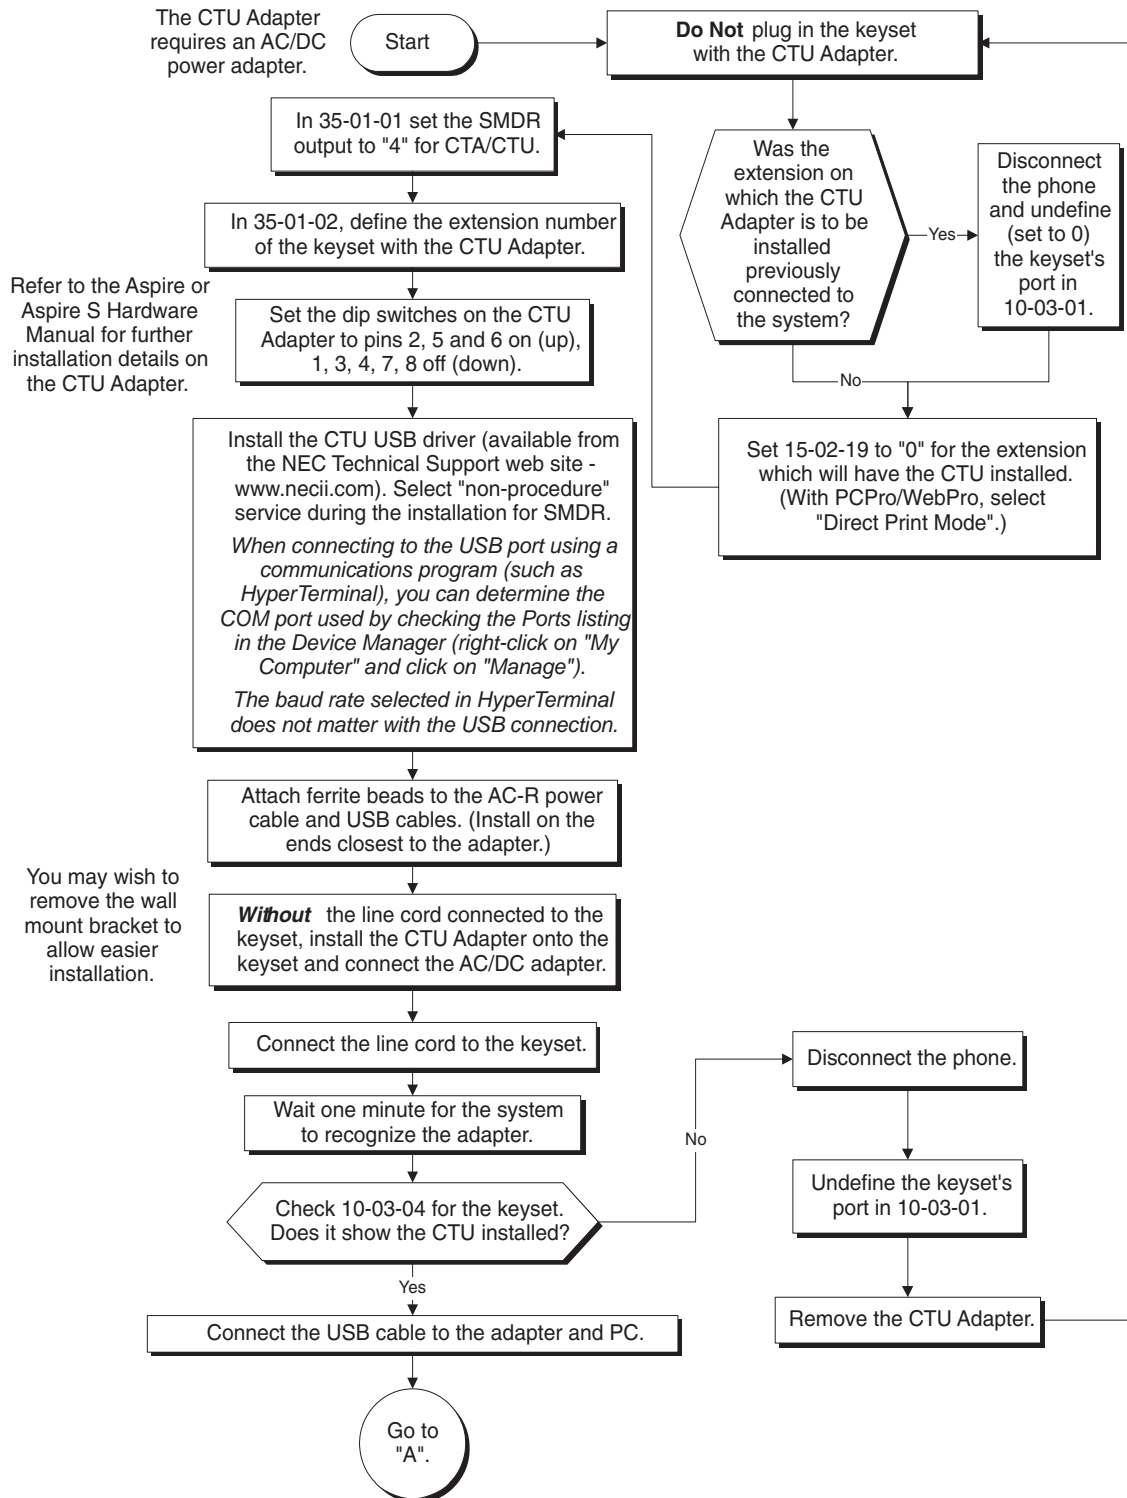 The CTU Adapter
requires an AC/DC
power adapter.
Start
Do Not plug in the keyset
with the CTU Adapter.
Was the
extension on
which the CTU
Adapter is to be
installed
previously
connected to
the system?
Yes
Disconnect
the phone
and undefine
(set to 0)
the keyset's
port in
10-03-01.
No
Set 15-02-19 to "0" for the extension
which will have the CTU installed.
(With PCPro/WebPro, select
"Direct Print Mode".)
In 35-01-01 set the SMDR
output to "4" for CTA/CTU.
In 35-01-02, define the extension number
of the keyset with the CTU Adapter.
Refer to the Aspire or
Aspire S Hardware
Manual for further
installation details on
the CTU Adapter.
Set the dip switches on the CTU
Adapter to pins 2, 5 and 6 on (up),
1, 3, 4, 7, 8 off (down).
Install the CTU USB driver (available from
the NEC Technical Support web site -
www.necii.com). Select "non-procedure"
service during the installation for SMDR.
When connecting to the USB port using a
communications program (such as
HyperTerminal), you can determine the
COM port used by checking the Ports listing
in the Device Manager (right-click on "My
Computer" and click on "Manage").
The baud rate selected in HyperTerminal
does not matter with the USB connection.
Attach ferrite beads to the AC-R power
cable and USB cables. (Install on the
ends closest to the adapter.)
You may wish to
remove the wall
mount bracket to
allow easier
installation.
Without the line cord connected to the
keyset, install the CTU Adapter onto the
keyset and connect the AC/DC adapter.
Connect the line cord to the keyset.
Wait one minute for the system
to recognize the adapter.
Check 10-03-04 for the keyset.
Does it show the CTU installed?
No
Disconnect the phone.
Undefine the keyset's
port in 10-03-01.
Remove the CTU Adapter.
Yes
Connect the USB cable to the adapter and PC.
Go to
"A".